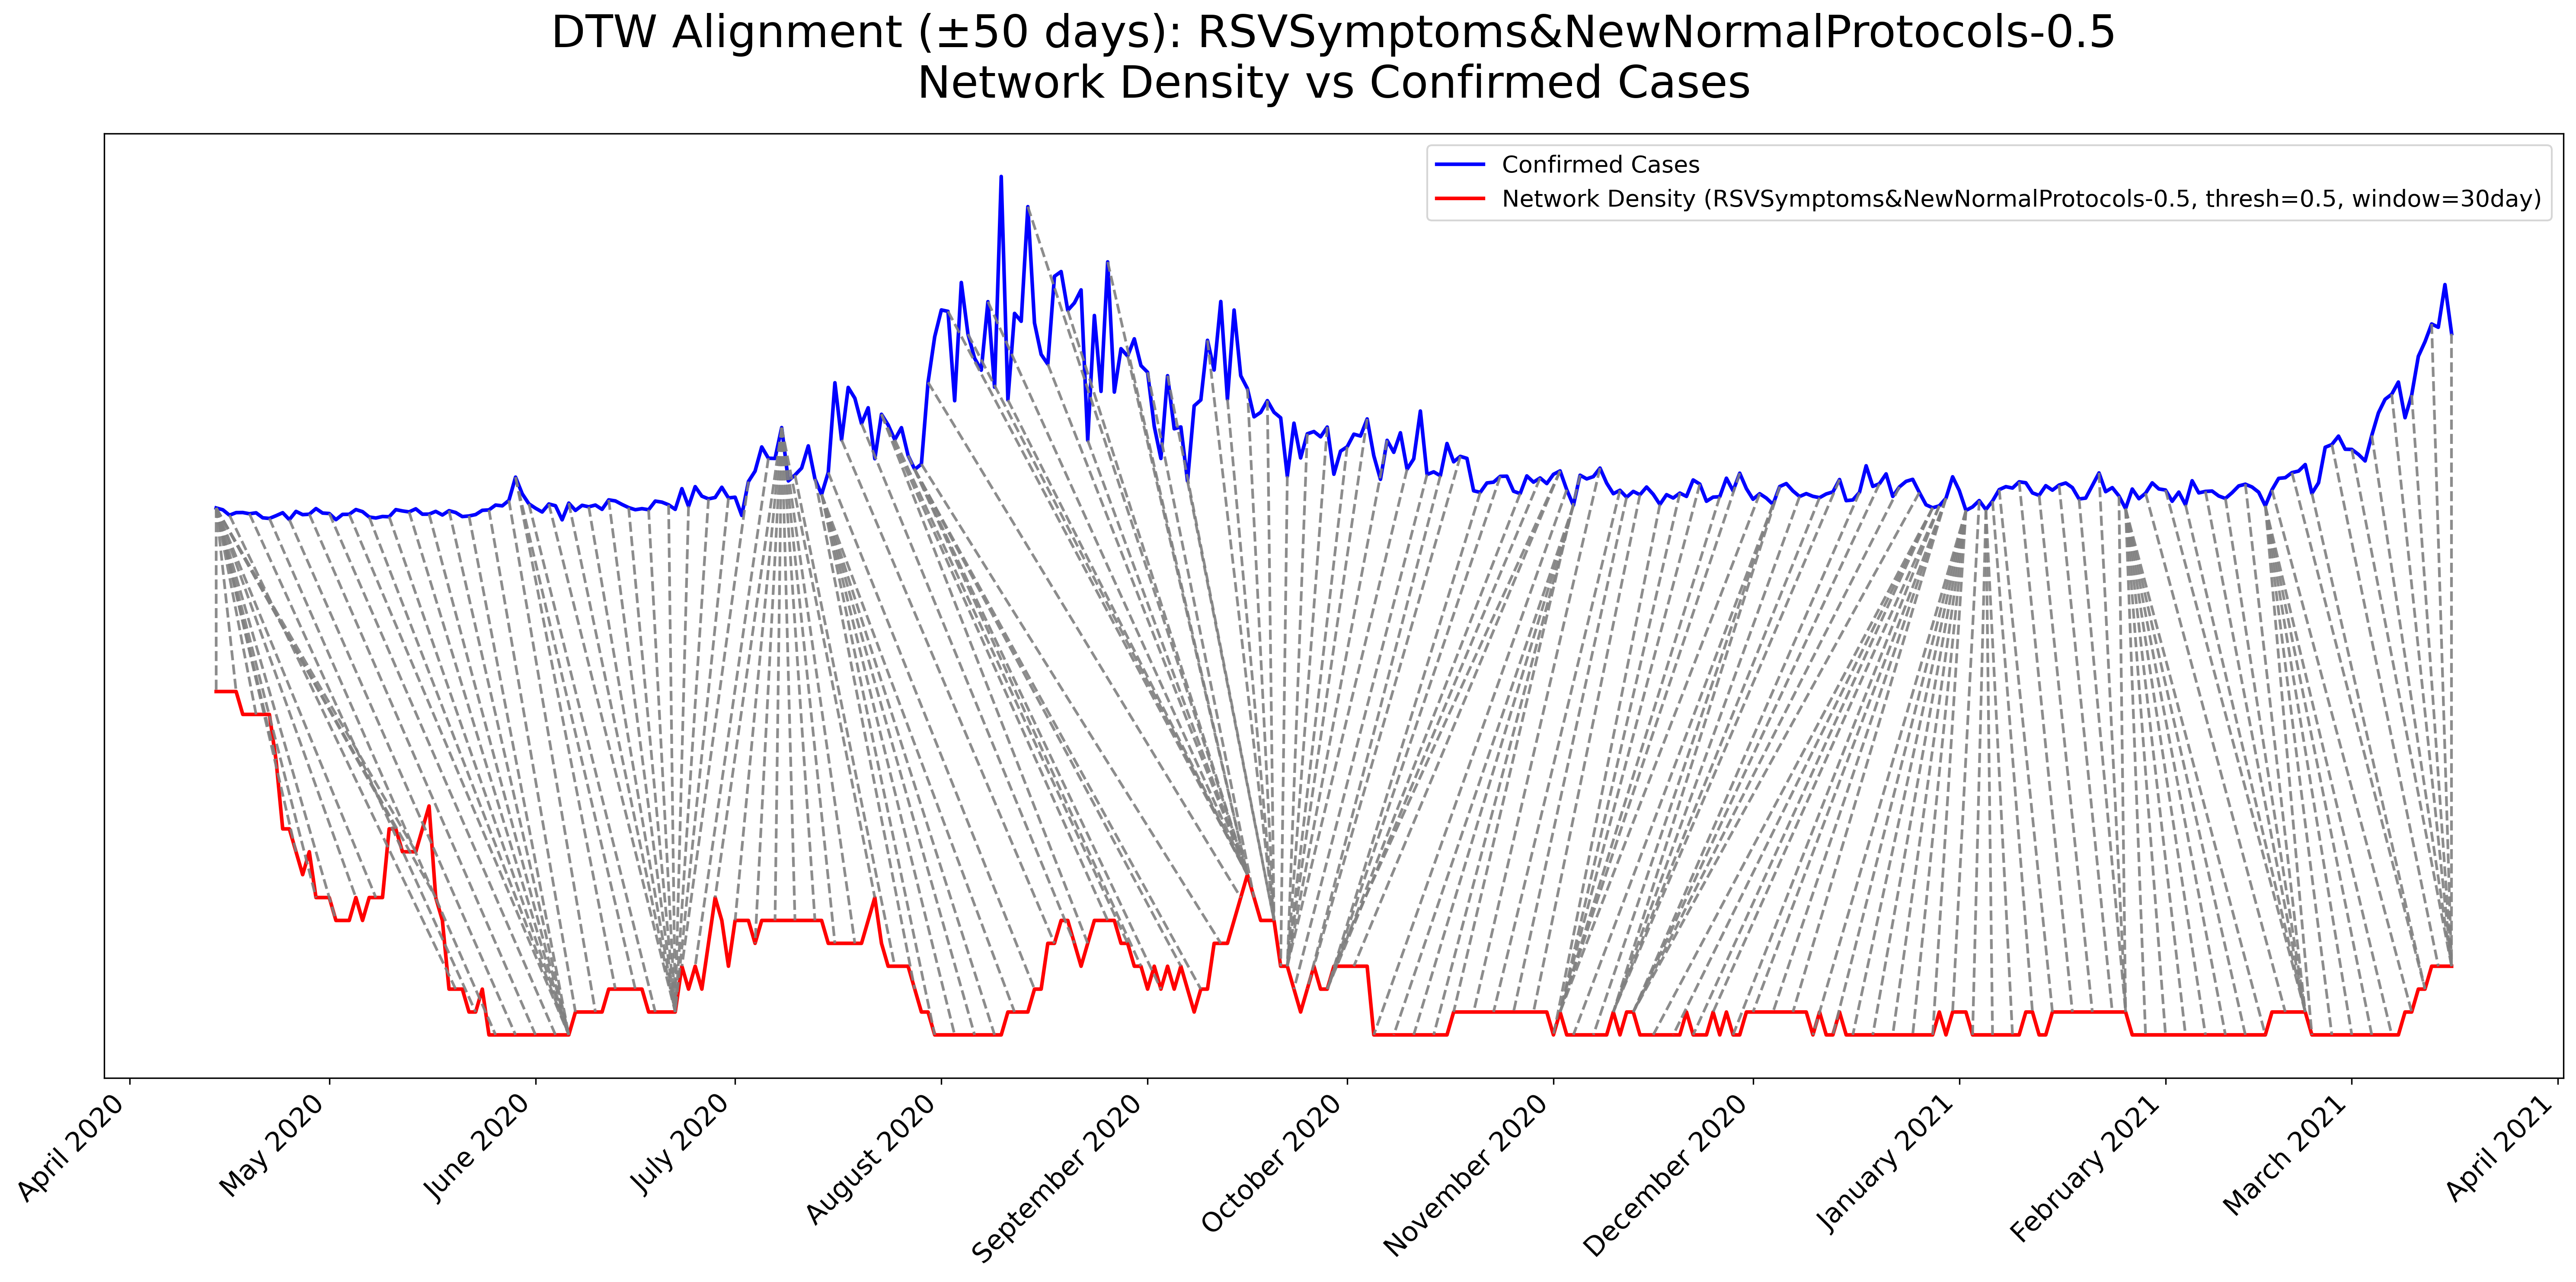 DTW Alignment (±50 days): RSVSymptoms&NewNormalProtocols-0.5
Network Density vs Confirmed Cases
Confirmed Cases
Network Density (RSVSymptoms&NewNormalProtocols-0.5, thresh=0.5, window=30day)
April 2020
May 2020
June 2020
July 2020
August 2020
September 2020
October 2020
November 2020
December 2020
January 2021
February 2021
March 2021
April 2021